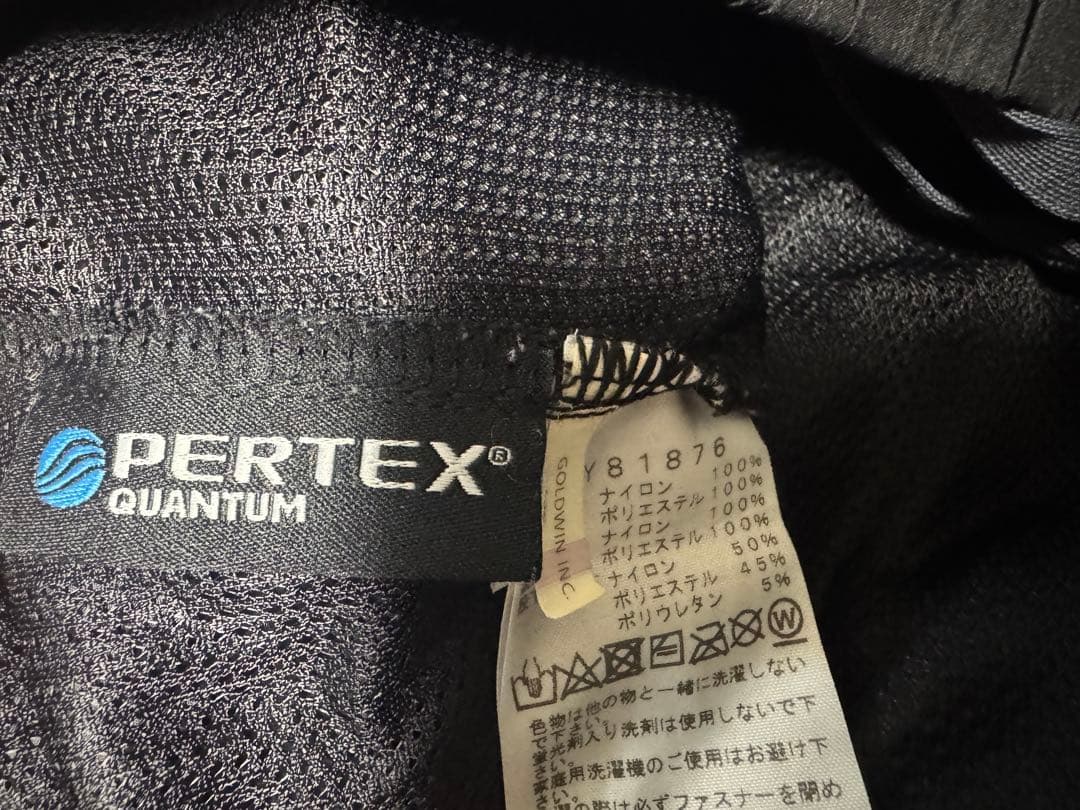 PERTEX®
QUANTUM
GOLDWIN INC
Y81876
ナイロン 100%
ポリエステル 100%
ナイロン 100%
ポリエステル 100%
ナイロン 50%
ポリエステル 45%
ポリウレタン 5%
W
色物は他の物と一緒に洗濯しない
で下さい。
蛍光剤入り洗剤は使用しないで下
さい。
家庭用洗濯機のご使用はお避け下
さい。
の際は必ずファスナーを閉め